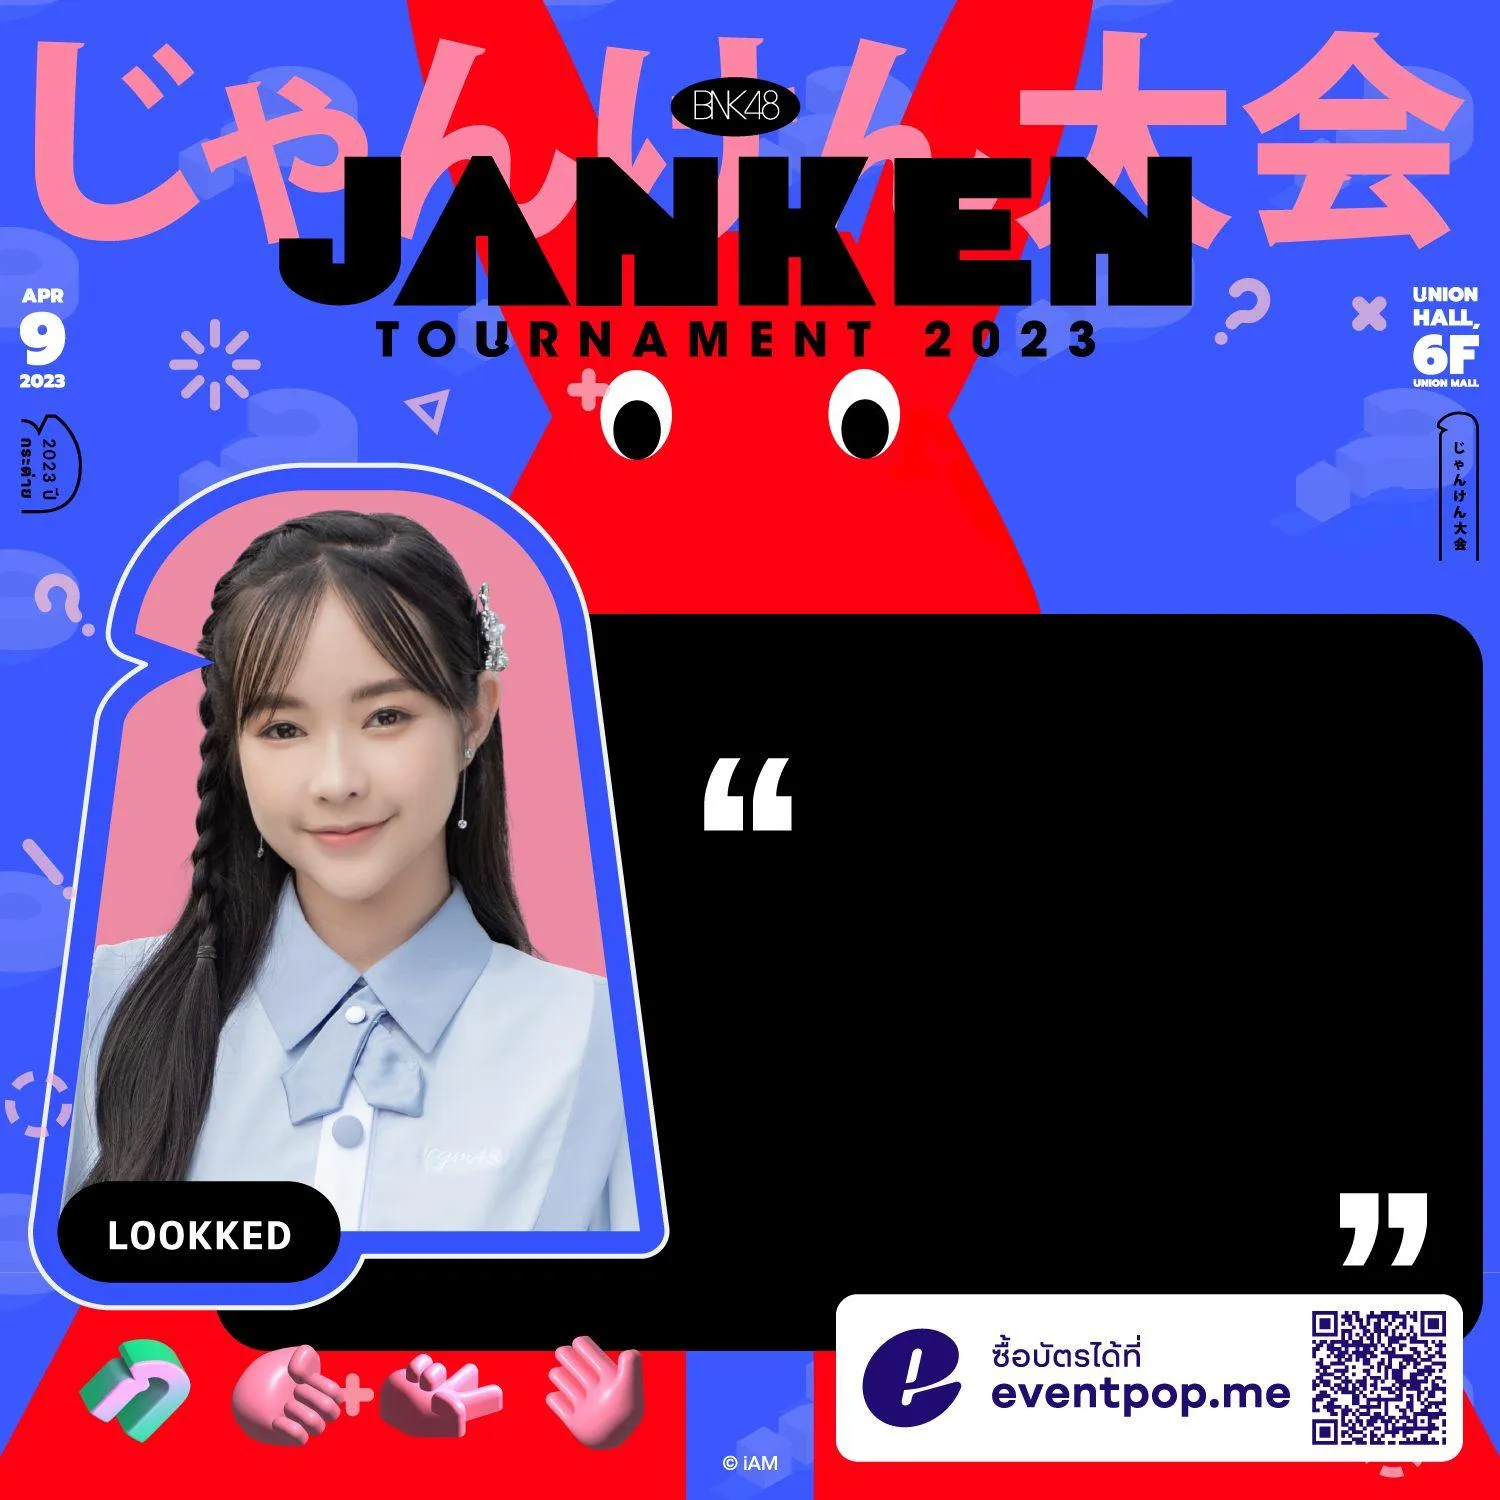 じゃんけん大会
BNK48
JANKEN
TOURNAMENT 2023
APR
9
2023
2023 ปี
กระต่าย
UNION
HALL,
6F
UNION MALL
じゃんけん大会
“
cgm48
LOOKKED
”
ซื้อบัตรได้ที่
e
eventpop.me
© iAM